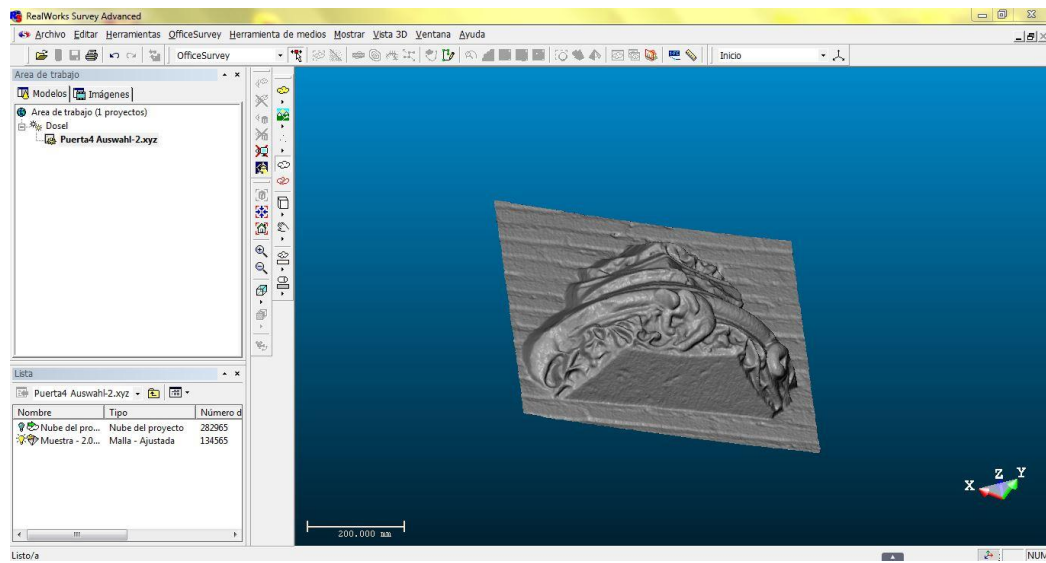 RealWorks Survey Advanced
Archivo Editar Herramientas OfficeSurvey Herramienta de medios Mostrar Vista 3D Ventana Ayuda
OfficeSurvey Inicio
Area de trabajo
Modelos Imágenes
Area de trabajo (1 proyectos)
Dosel
Puerta4 Auswahl-2.xyz
Lista
Puerta4 Auswahl-2.xyz
Nombre Tipo Número d
Nube del pro... Nube del proyecto 282965
Muestra - 2.0... Malla - Ajustada 134565
X Z Y
200.000 mm
Listo/a NUM